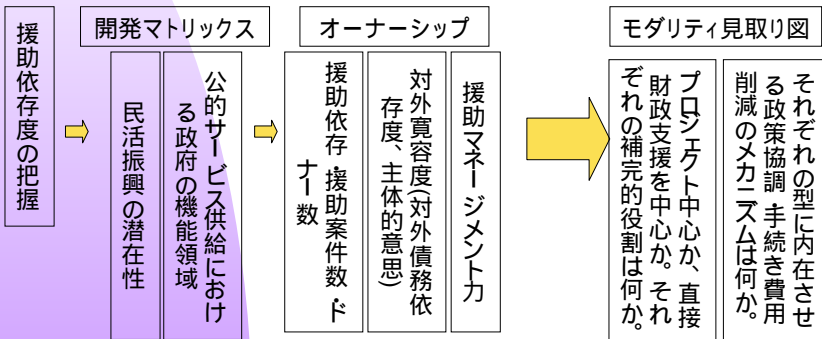 援助依存度の把握
開発マトリックス
公的サービス供給におけ
る政府の機能領域
民活振興の潜在性
オーナーシップ
援助マネージメント力
対外寛容度(対外債務依
存度、主体的意思)
援助依存・援助案件数・ド
ナー数
モダリティ見取り図
それぞれの型に内在させ
る政策協調・手続き費用
削減のメカニズムは何か。
プロジェクト中心か、直接
財政支援を中心か。それ
ぞれの補完的役割は何か。